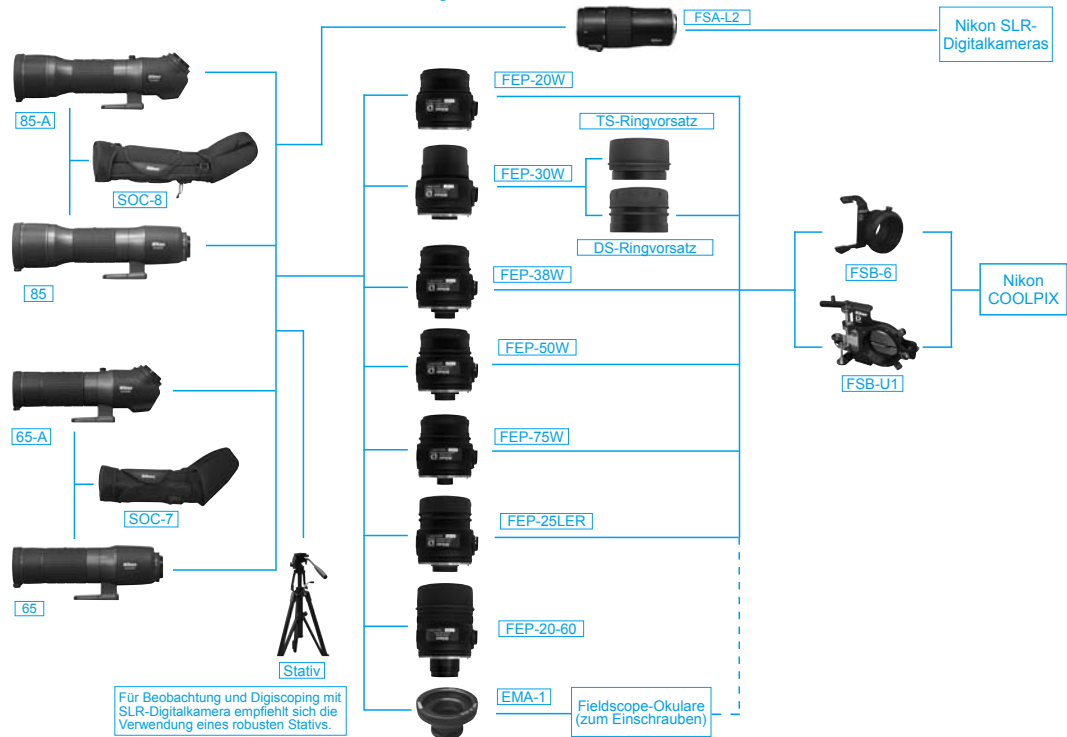 FSA-L2
Nikon SLR-
Digitalkameras
85-A
SOC-8
85
65-A
SOC-7
65
Stativ
Für Beobachtung und Digiscoping mit
SLR-Digitalkamera empfiehlt sich die
Verwendung eines robusten Stativs.
FEP-20W
TS-Ringvorsatz
FEP-30W
DS-Ringvorsatz
FEP-38W
FEP-50W
FEP-75W
FEP-25LER
FEP-20-60
EMA-1
Fieldscope-Okulare
(zum Einschrauben)
FSB-6
FSB-U1
Nikon
COOLPIX